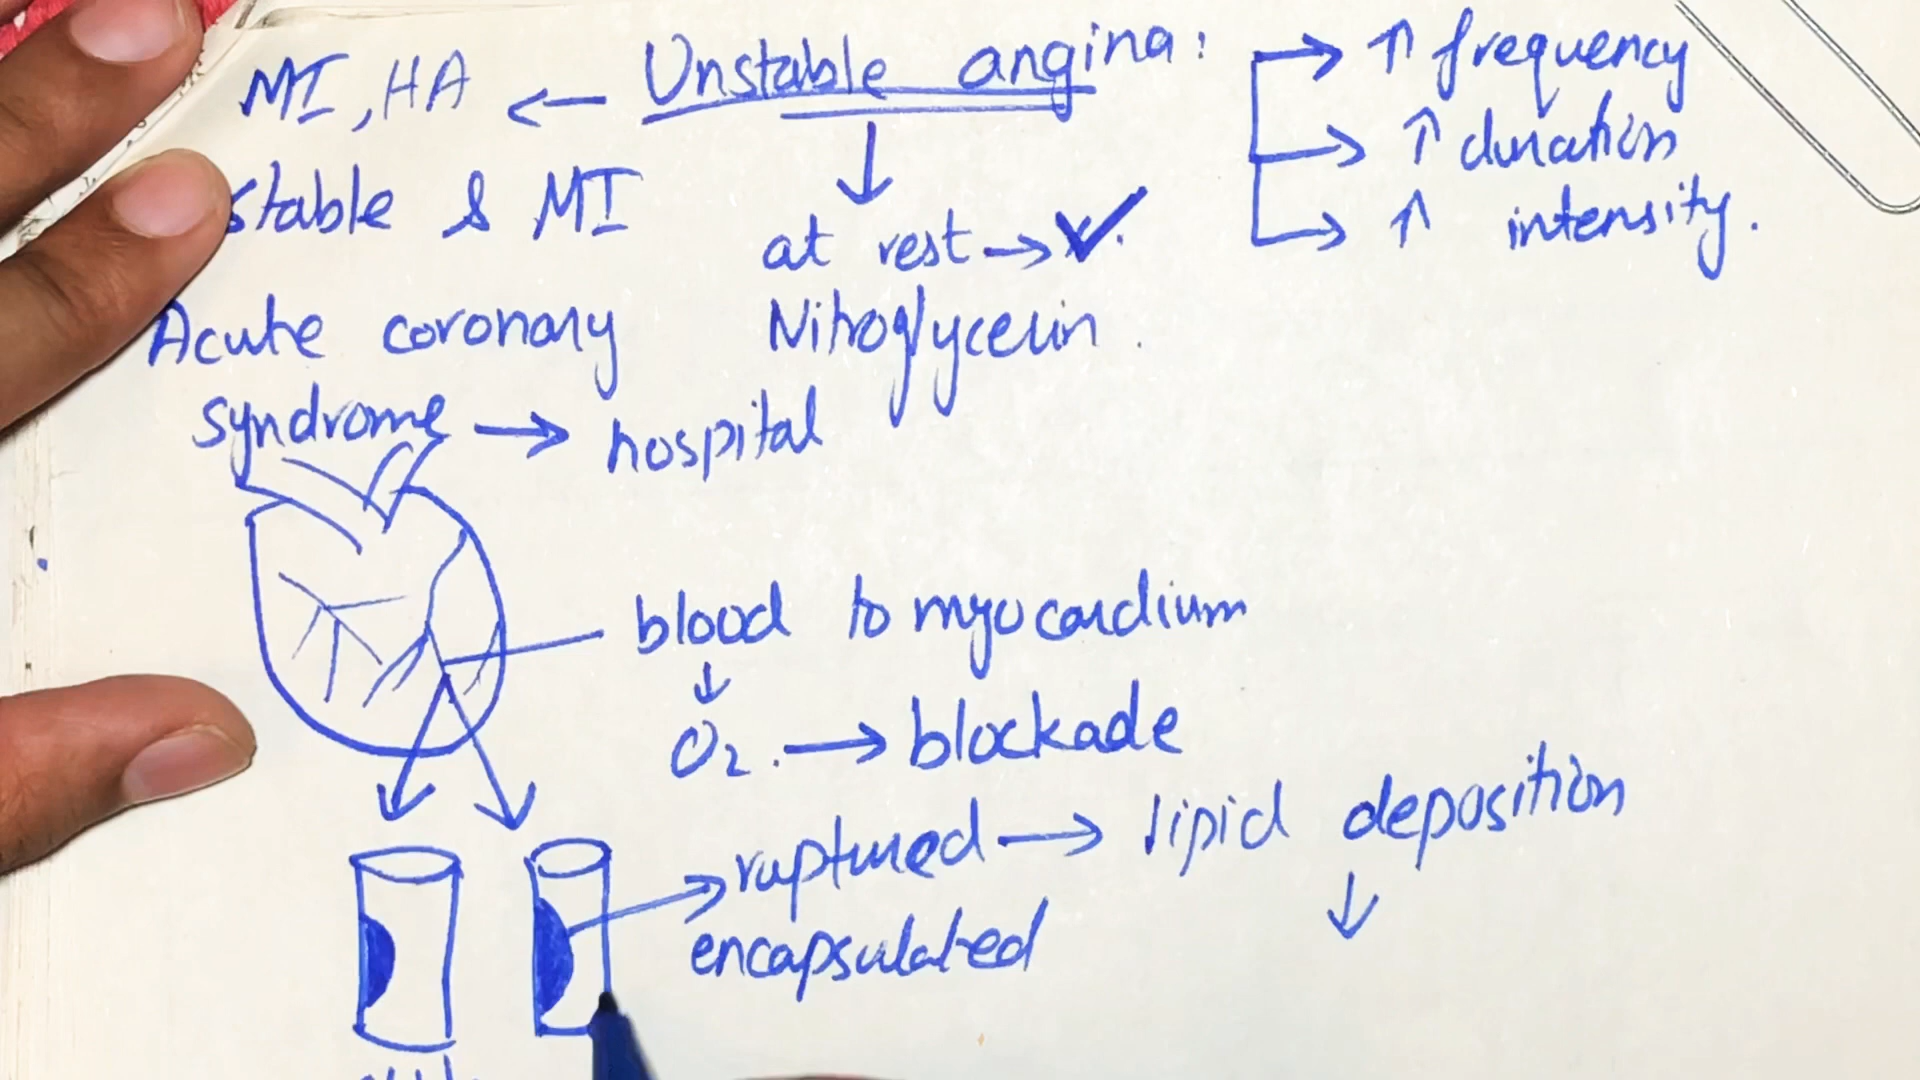 MI, HA ← Unstable angina: → ↑ frequency
→ ↑ duration
→ ↑ intensity.
stable & MI
↓
at rest → ✓.
Nitroglycerin.
Acute coronary
syndrome → hospital
blood to myocardium
↓
O2. → blockade
ruptured → lipid deposition
↓
encapsulated